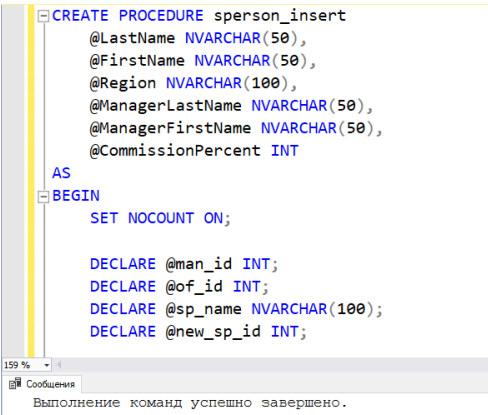 CREATE PROCEDURE sperson_insert
@LastName NVARCHAR(50),
@FirstName NVARCHAR(50),
@Region NVARCHAR(100),
@ManagerLastName NVARCHAR(50),
@ManagerFirstName NVARCHAR(50),
@CommissionPercent INT
AS
BEGIN
SET NOCOUNT ON;
DECLARE @man_id INT;
DECLARE @of_id INT;
DECLARE @sp_name NVARCHAR(100);
DECLARE @new_sp_id INT;
159 %
Сообщения
Выполнение команд успешно завершено.